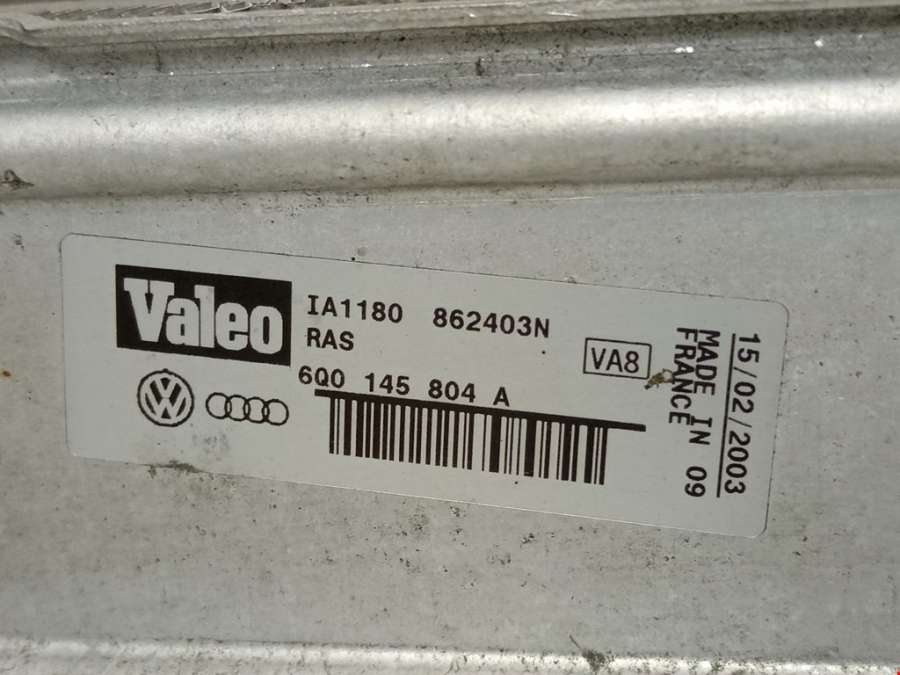 Valeo
IA1180 862403N
RAS
VA8
6Q0 145 804 A
15/02/2003
MADE IN 09
FRANCE